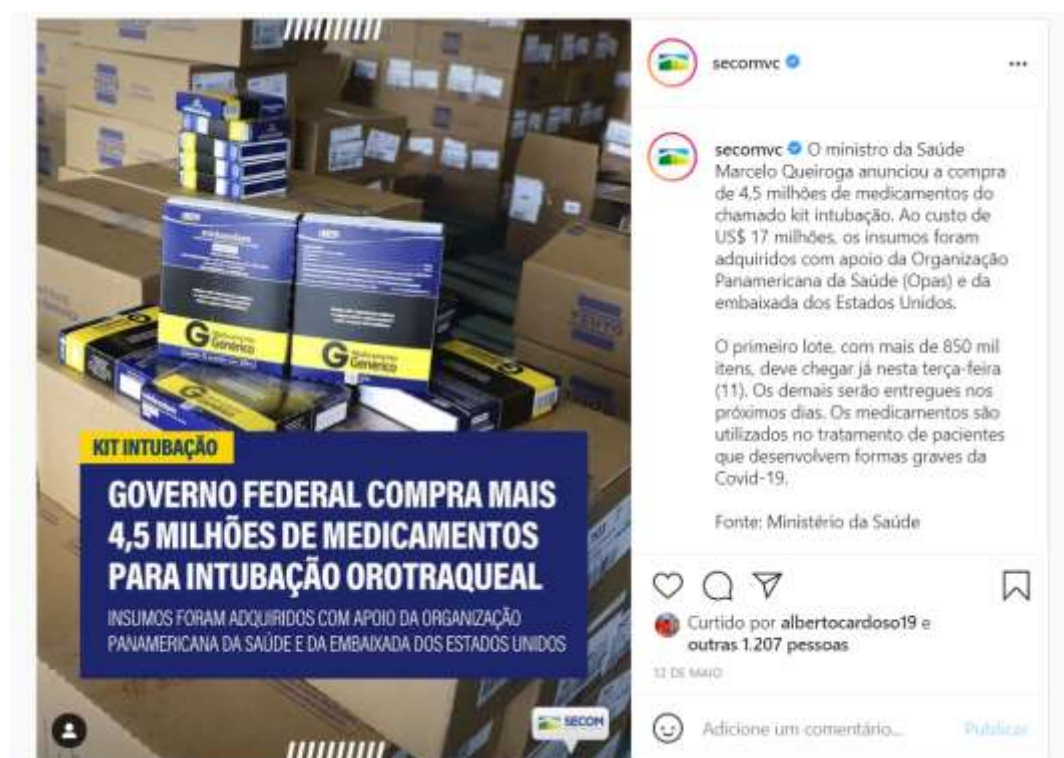 Medicamento
Genérico
Medicamento
Genérico
KIT INTUBAÇÃO
GOVERNO FEDERAL COMPRA MAIS
4,5 MILHÕES DE MEDICAMENTOS
PARA INTUBAÇÃO OROTRAQUEAL
INSUMOS FORAM ADQUIRIDOS COM APOIO DA ORGANIZAÇÃO
PANAMERICANA DA SAÚDE E DA EMBAIXADA DOS ESTADOS UNIDOS
SECOM
secomvc
secomvc O ministro da Saúde
Marcelo Queiroga anunciou a compra
de 4,5 milhões de medicamentos do
chamado kit intubação. Ao custo de
US$ 17 milhões, os insumos foram
adquiridos com apoio da Organização
Panamericana da Saúde (Opas) e da
embaixada dos Estados Unidos.
O primeiro lote, com mais de 850 mil
itens, deve chegar já nesta terça-feira
(11). Os demais serão entregues nos
próximos dias. Os medicamentos são
utilizados no tratamento de pacientes
que desenvolvem formas graves da
Covid-19.
Fonte: Ministério da Saúde
Curtido por albertocardoso19 e
outras 1.207 pessoas
12 DE MAIO
Adicione um comentário... Publicar